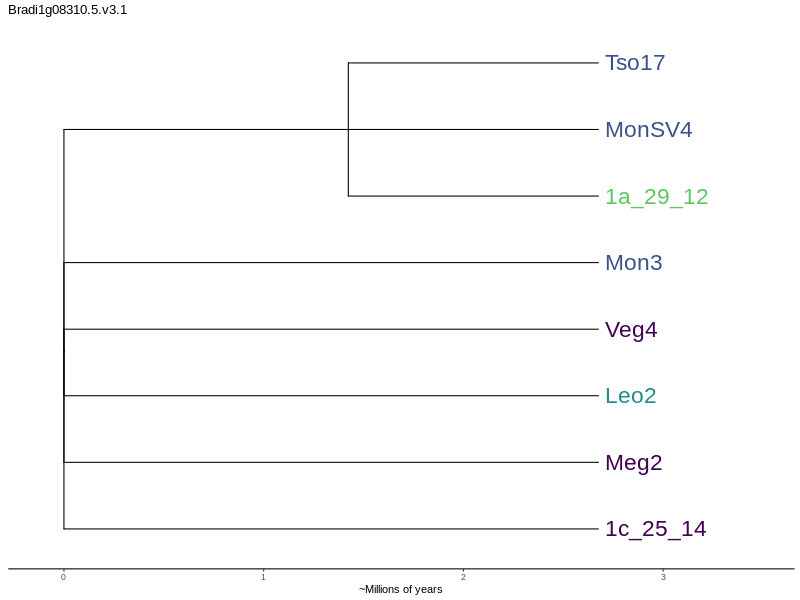 Bradi1g08310.5.v3.1
Tso17
MonSV4
1a_29_12
Mon3
Veg4
Leo2
Meg2
1c_25_14
0 1 2 3
~Millions of years